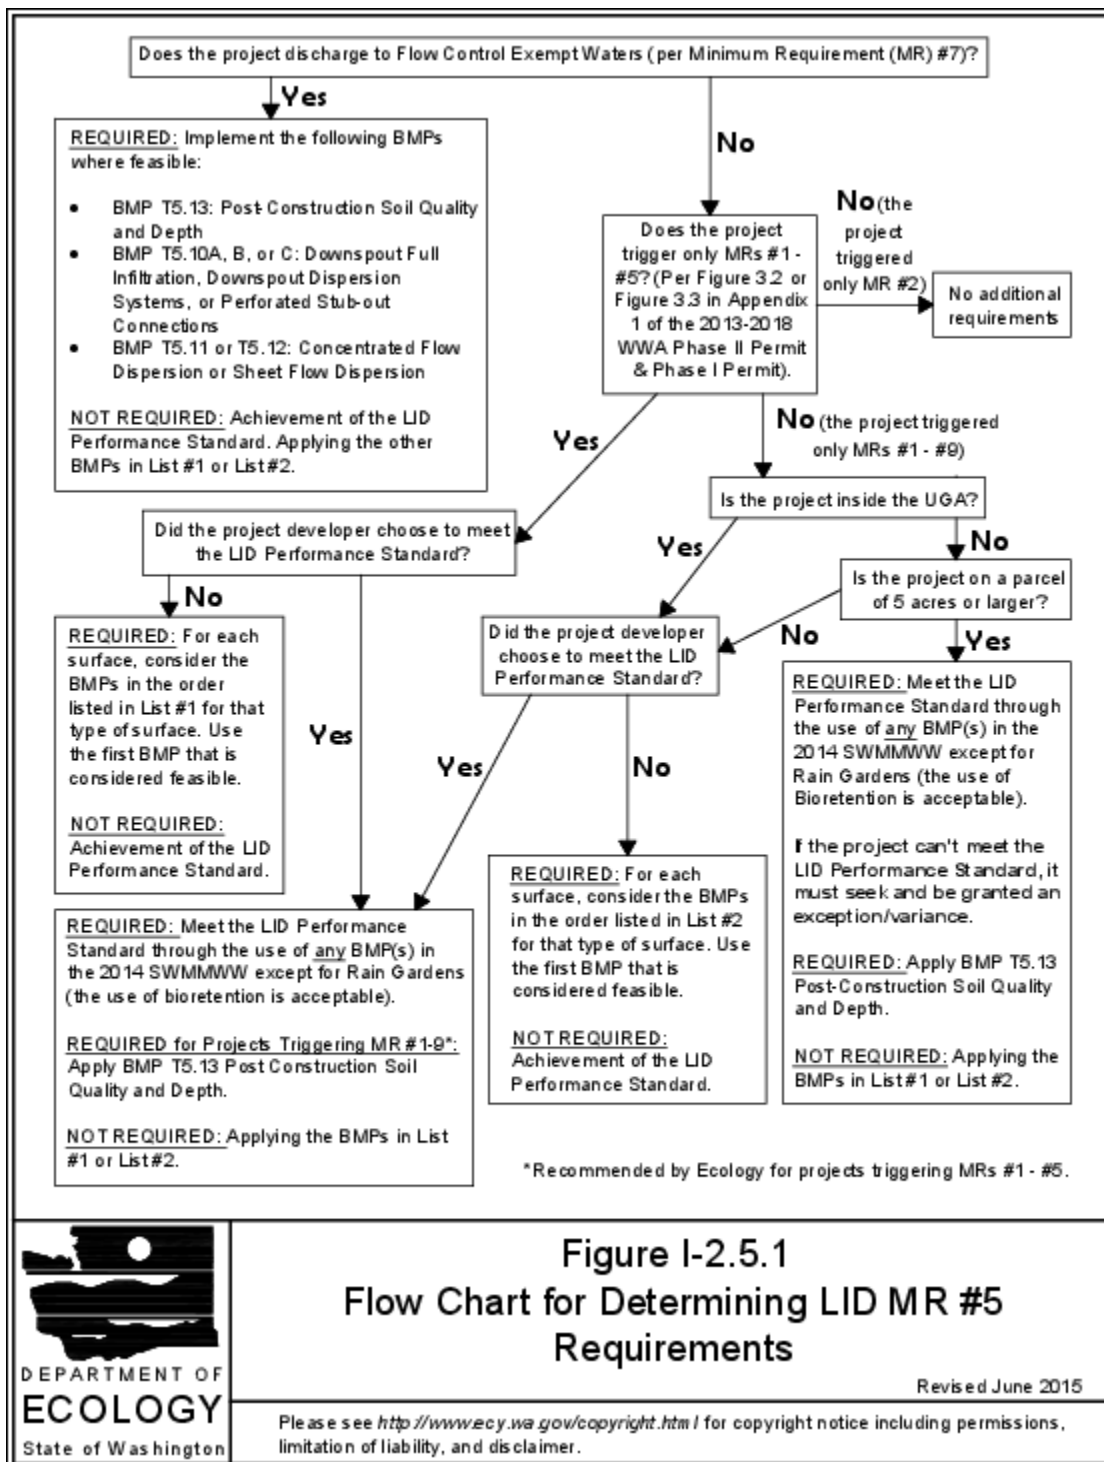 Does the project discharge to Flow Control Exempt Waters (per Minimum Requirement (MR) #7)?
Yes
No
REQUIRED: Implement the following BMPs
where feasible:
• BMP T5.13: Post-Construction Soil Quality
and Depth
• BMP T5.10A, B, or C: Downspout Full
Infiltration, Downspout Dispersion
Systems, or Perforated Stub-out
Connections
• BMP T5.11 or T5.12: Concentrated Flow
Dispersion or Sheet Flow Dispersion
NOT REQUIRED: Achievement of the LID
Performance Standard. Applying the other
BMPs in List #1 or List #2.
Does the project
trigger only MRs #1 -
#5? (Per Figure 3.2 or
Figure 3.3 in Appendix
1 of the 2013-2018
WWA Phase II Permit
& Phase I Permit).
No (the
project
triggered
only MR #2)
No additional
requirements
Yes
No (the project triggered
only MRs #1 - #9)
Is the project inside the UGA?
Did the project developer choose to meet
the LID Performance Standard?
Yes
No
Is the project on a parcel
of 5 acres or larger?
No
Did the project developer
choose to meet the LID
Performance Standard?
No
Yes
REQUIRED: For each
surface, consider the
BMPs in the order
listed in List #1 for that
type of surface. Use
the first BMP that is
considered feasible.
NOT REQUIRED:
Achievement of the LID
Performance Standard.
Yes
Yes
No
REQUIRED: Meet the LID
Performance Standard through
the use of any BMP(s) in the
2014 SWMMWW except for
Rain Gardens (the use of
Bioretention is acceptable).
If the project can't meet the
LID Performance Standard, it
must seek and be granted an
exception/variance.
REQUIRED: Apply BMP T5.13
Post-Construction Soil Quality
and Depth.
NOT REQUIRED: Applying the
BMPs in List #1 or List #2.
REQUIRED: Meet the LID Performance
Standard through the use of any BMP(s) in
the 2014 SWMMWW except for Rain Gardens
(the use of bioretention is acceptable).
REQUIRED for Projects Triggering MR #1-9*:
Apply BMP T5.13 Post Construction Soil
Quality and Depth.
NOT REQUIRED: Applying the BMPs in List
#1 or List #2.
REQUIRED: For each
surface, consider the BMPs
in the order listed in List #2
for that type of surface. Use
the first BMP that is
considered feasible.
NOT REQUIRED:
Achievement of the LID
Performance Standard.
*Recommended by Ecology for projects triggering MRs #1 - #5.
DEPARTMENT OF
ECOLOGY
State of Washington
Figure I-2.5.1
Flow Chart for Determining LID MR #5
Requirements
Revised June 2015
Please see http://www.ecy.wa.gov/copyright.html for copyright notice including permissions,
limitation of liability, and disclaimer.